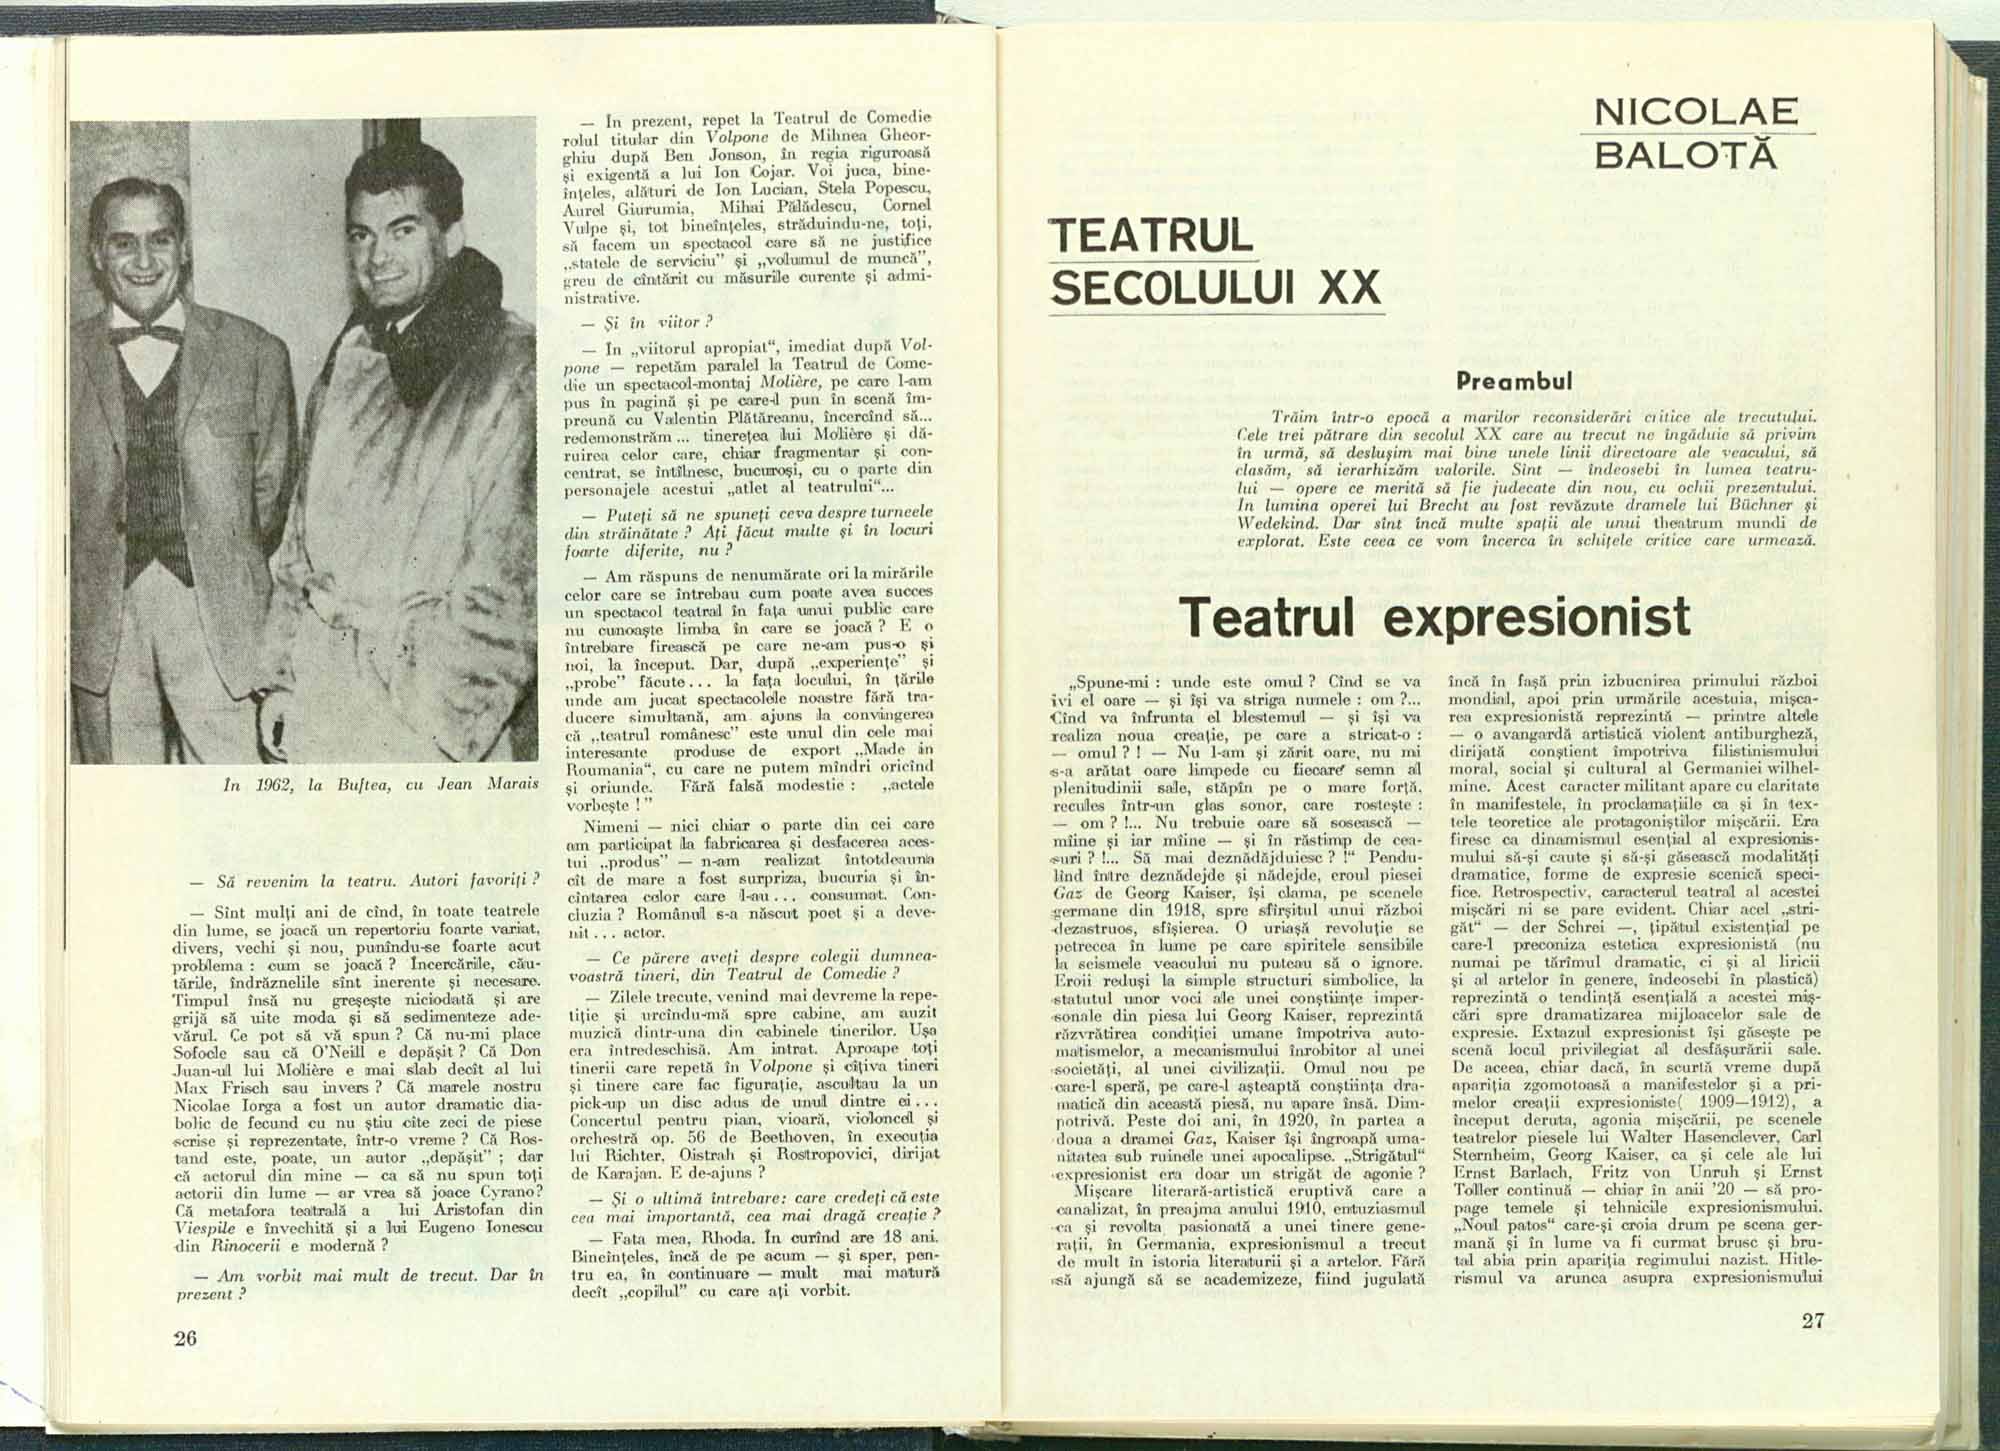 În 1962, la Buftea, cu Jean Marais
— Să revenim la teatru. Autori favoriți ?
— Sînt mulți ani de cînd, în toate teatrele
din lume, se joacă un repertoriu foarte variat,
divers, vechi și nou, punîndu-se foarte acut
problema : cum se joacă ? Încercările, cău-
tările, îndrăznelile sînt inerente și necesare.
Timpul însă nu greșește niciodată și are
grijă să uite moda și să sedimenteze ade-
vărul. Ce pot să vă spun ? Că nu-mi place
Sofocle sau că O'Neill e depășit ? Că Don
Juan-ul lui Molière e mai slab decît al lui
Max Frisch sau invers ? Că marele nostru
Nicolae Iorga a fost un autor dramatic dia-
bolic de fecund cu nu știu cîte zeci de piese
scrise și reprezentate, într-o vreme ? Că Ros-
tand este, poate, un autor „depășit" ; dar
că actorul din mine — ca să nu spun toți
actorii din lume — ar vrea să joace Cyrano?
Că metafora teatrală a lui Aristofan din
Viespile e învechită și a lui Eugeno Ionescu
din Rinocerii e modernă ?
— Am vorbit mai mult de trecut. Dar în
prezent ?
26
— In prezent, repet la Teatrul de Comedie
rolul titular din Volpone de Mihnea Gheor-
ghiu după Ben Jonson, în regia riguroasă
și exigentă a lui Ion Cojar. Voi juca, bine-
înțeles, alături de Ion Lucian, Stela Popescu,
Aurel Giurumia, Mihai Pălădescu, Cornel
Vulpe și, tot bineînțeles, străduindu-ne, toți,
să facem un spectacol care să ne justifice
„statele de serviciu" și „volumul de muncă",
greu de cîntărit cu măsurile curente și admi-
nistrative.
— Și în viitor ?
— In „viitorul apropiat“, imediat după Vol-
pone — repetăm paralel la Teatrul de Come-
die un spectacol-montaj Molière, pe care l-am
pus în pagină și pe care-l pun în scenă îm-
preună cu Valentin Plătăreanu, încercînd să...
redemonstrăm ... tinerețea lui Molière și dă-
ruirea celor care, chiar fragmentar și con-
centrat, se întîlnesc, bucuroși, cu o parte din
personajele acestui „atlet al teatrului“...
— Puteți să ne spuneți ceva despre turneele
din străinătate ? Ați făcut multe și în locuri
foarte diferite, nu ?
— Am răspuns de nenumărate ori la mirările
celor care se întrebau cum poate avea succes
un spectacol teatral în fața unui public care
nu cunoaște limba în care se joacă ? E o
întrebare firească pe care ne-am pus-o și
noi, la început. Dar, după „experiențe" și
„probe" făcute ... la fața locului, în țările
unde am jucat spectacolele noastre fără tra-
ducere simultană, am ajuns la convingerea
că „teatrul românesc" este unul din cele mai
interesante produse de export „Made in
Roumania“, cu care ne putem mîndri oricînd
și oriunde. Fără falsă modestie : „actele
vorbește ! "
Nimeni — nici chiar o parte din cei care
am participat la fabricarea și desfacerea aces-
tui „produs" — n-am realizat întotdeauna
cît de mare a fost surpriza, bucuria și în-
cîntarea celor care l-au ... consumat. Con-
cluzia ? Românul s-a născut poet și a deve-
nit ... actor.
— Ce părere aveți despre colegii dumnea-
voastră tineri, din Teatrul de Comedie ?
— Zilele trecute, venind mai devreme la repe-
tiție și urcîndu-mă spre cabine, am auzit
muzică dintr-una din cabinele tinerilor. Ușa
era întredeschisă. Am intrat. Aproape toți
tinerii care repetă în Volpone și cîțiva tineri
și tinere care fac figurație, ascultau la un
pick-up un disc adus de unul dintre ei ...
Concertul pentru pian, vioară, violoncel și
orchestră op. 56 de Beethoven, în execuția
lui Richter, Oistrah și Rostropovici, dirijat
de Karajan. E de-ajuns ?
— Și o ultimă întrebare: care credeți că este
cea mai importantă, cea mai dragă creație ?
— Fata mea, Rhoda. În curînd are 18 ani.
Bineînțeles, încă de pe acum — și sper, pen-
tru ea, în continuare — mult mai matură
decît „copilul" cu care ați vorbit.
NICOLAE
BALOTĂ
TEATRUL
SECOLULUI XX
Preambul
Trăim într-o epocă a marilor reconsiderări critice ale trecutului.
Cele trei pătrare din secolul XX care au trecut ne îngăduie să privim
în urmă, să deslușim mai bine unele linii directoare ale veacului, să
clasăm, să ierarhizăm valorile. Sînt — îndeosebi în lumea teatru-
lui — opere ce merită să fie judecate din nou, cu ochii prezentului.
In lumina operei lui Brecht au fost revăzute dramele lui Büchner și
Wedekind. Dar sînt încă multe spații ale unui theatrum mundi de
explorat. Este ceea ce vom încerca în schițele critice care urmează.
Teatrul expresionist
„Spune-mi : unde este omul ? Cînd se va
ivi el oare — și își va striga numele : om ?...
Cînd va înfrunta el blestemul — și își va
realiza noua creație, pe care a stricat-o :
— omul ? ! — Nu l-am și zărit oare, nu mi
s-a arătat oare limpede cu fiecare semn al
plenitudinii sale, stăpîn pe o mare forță,
recules într-un glas sonor, care rostește :
— om ? !... Nu trebuie oare să sosească —
mîine și iar mîine — și în răstimp de cea-
suri ? !... Să mai deznădăjduiesc ? !“ Pendu-
lînd între deznădejde și nădejde, eroul piesei
Gaz de Georg Kaiser, își clama, pe scenele
germane din 1918, spre sfîrșitul unui război
dezastruos, sfîșierea. O uriașă revoluție se
petrecea în lume pe care spiritele sensibile
la seismele veacului nu puteau să o ignore.
Eroii reduși la simple structuri simbolice, la
statutul unor voci ale unei conștiințe imper-
sonale din piesa lui Georg Kaiser, reprezintă
răzvrătirea condiției umane împotriva auto-
matismelor, a mecanismului înrobitor al unei
societăți, al unei civilizații. Omul nou pe
care-l speră, pe care-l așteaptă conștiința dra-
matică din această piesă, nu apare însă. Dim-
potrivă. Peste doi ani, în 1920, în partea a
doua a dramei Gaz, Kaiser își îngroapă uma-
nitatea sub ruinele unei apocalipse. „Strigătul“
expresionist era doar un strigăt de agonie ?
Mișcare literară-artistică eruptivă care a
canalizat, în preajma anului 1910, entuziasmul
ca și revolta pasionată a unei tinere gene-
rații, în Germania, expresionismul a trecut
de mult în istoria literaturii și a artelor. Fără
să ajungă să se academizeze, fiind jugulată
încă în fașă prin izbucnirea primului război
mondial, apoi prin urmările acestuia, mișca-
rea expresionistă reprezintă — printre altele
— o avangardă artistică violent antiburgheză,
dirijată conștient împotriva filistinismului
moral, social și cultural al Germaniei wilhel-
mine. Acest caracter militant apare cu claritate
în manifestele, în proclamațiile ca și în tex-
tele teoretice ale protagoniștilor mișcării. Era
firesc ca dinamismul esențial al expresionis-
mului să-și caute și să-și găsească modalități
dramatice, forme de expresie scenică speci-
fice. Retrospectiv, caracterul teatral al acestei
mișcări ni se pare evident. Chiar acel „stri-
găt“ — der Schrei —, țipătul existențial pe
care-l preconiza estetica expresionistă (nu
numai pe tărîmul dramatic, ci și al liricii
și al artelor în genere, îndeosebi în plastică)
reprezintă o tendință esențială a acestei miș-
cări spre dramatizarea mijloacelor sale de
expresie. Extazul expresionist își găsește pe
scenă locul privilegiat al desfășurării sale.
De aceea, chiar dacă, în scurtă vreme după
apariția zgomotoasă a manifestelor și a pri-
melor creații expresioniste( 1909—1912), a
început deruta, agonia mișcării, pe scenele
teatrelor piesele lui Walter Hasenclever, Carl
Sternheim, Georg Kaiser, ca și cele ale lui
Ernst Barlach, Fritz von Unruh și Ernst
Toller continuă — chiar în anii '20 — să pro-
page temele și tehnicile expresionismului.
„Noul patos“ care-și croia drum pe scena ger-
mană și în lume va fi curmat brusc și bru-
tal abia prin apariția regimului nazist. Hitle-
rismul va arunca asupra expresionismului
27